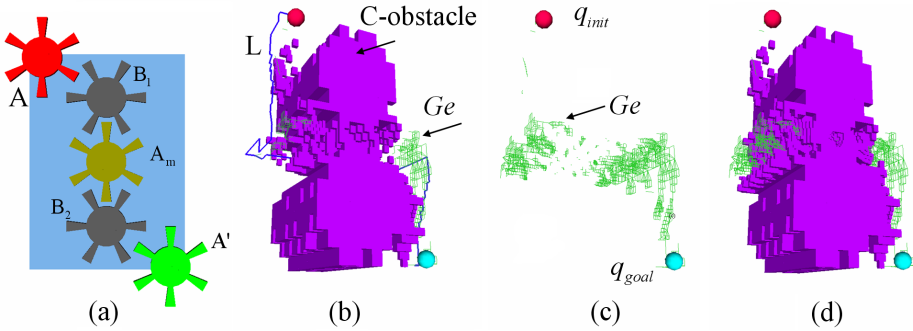 A
B1
Am
B2
A'
(a)
L
C-obstacle
Ge
(b)
qinit
Ge
qgoal
(c)
(d)